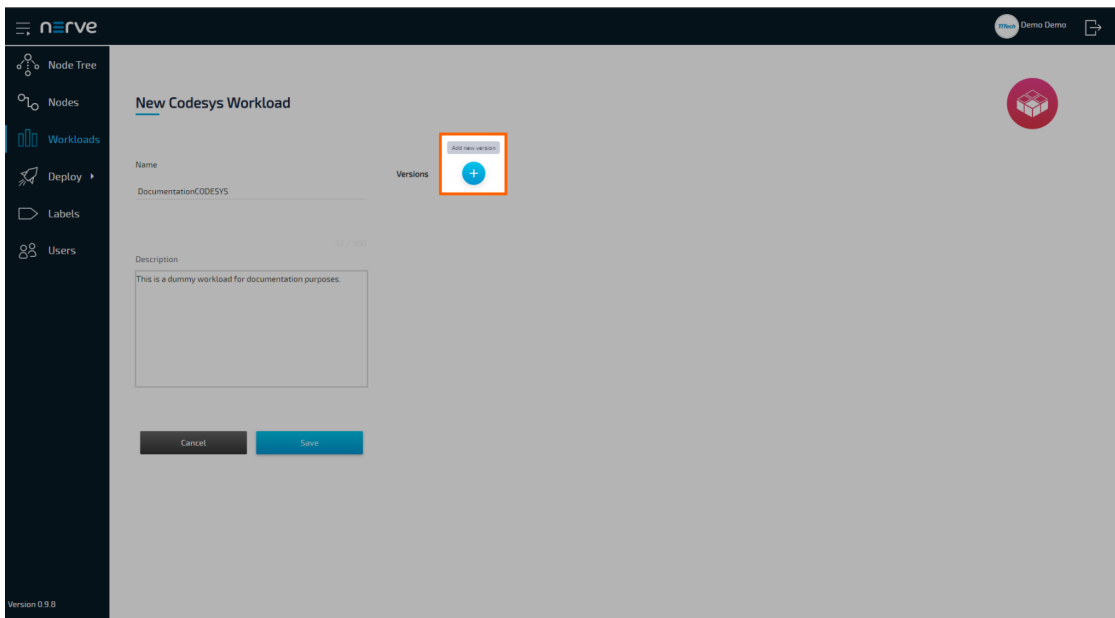 nerve
TTTech Demo Demo
Node Tree
Nodes
Workloads
Deploy
Labels
Users
Version 0.9.8
New Codesys Workload
Name
DocumentationCODESYS
Add new version
Versions
Description
This is a dummy workload for documentation purposes.
Cancel
Save